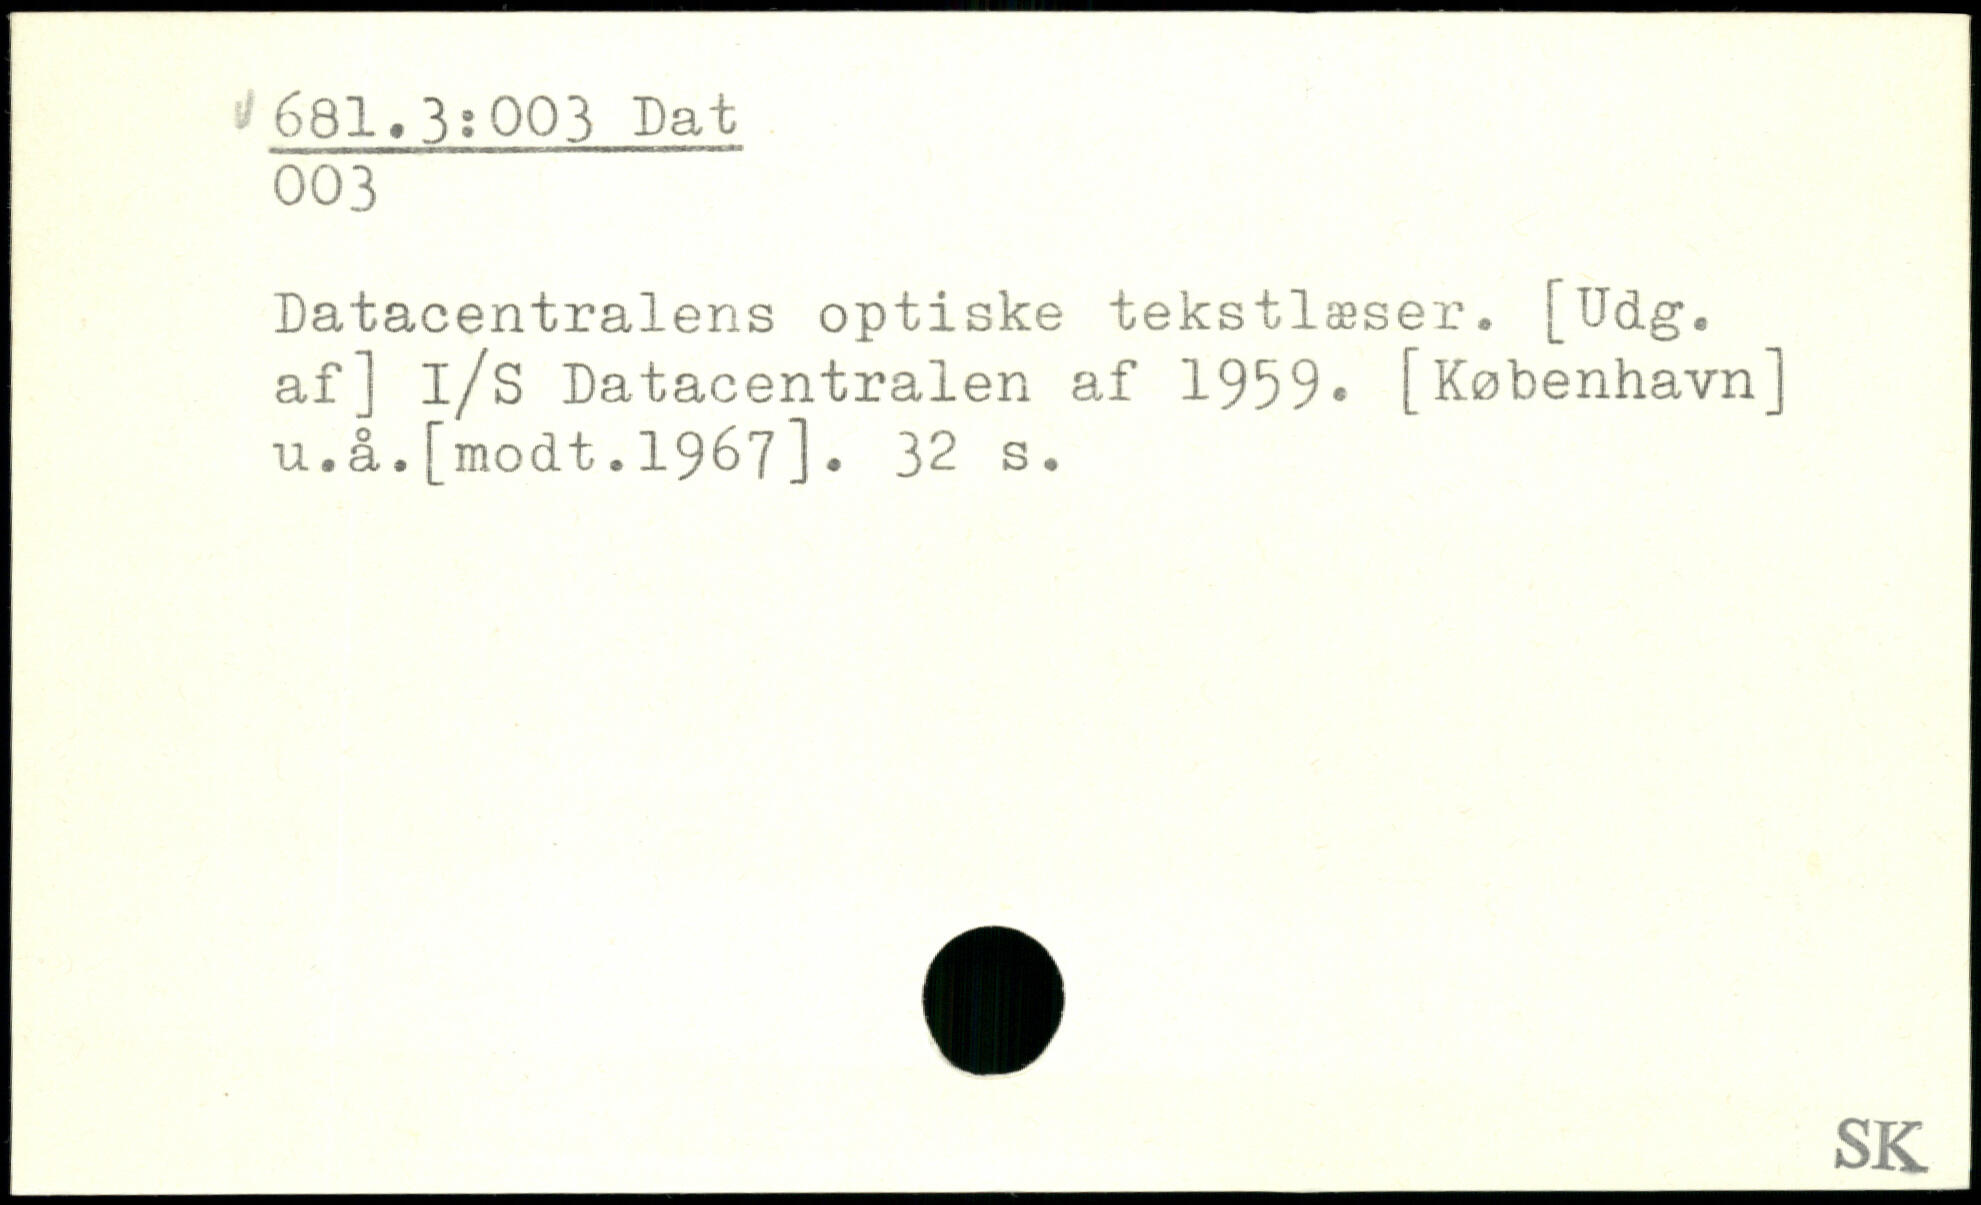 681.3:003 Dat
003
Datacentralens optiske tekstlæser. [Udg.
af] I/S Datacentralen af 1959. [København]
u.å.[modt.1967]. 32 s.
SK